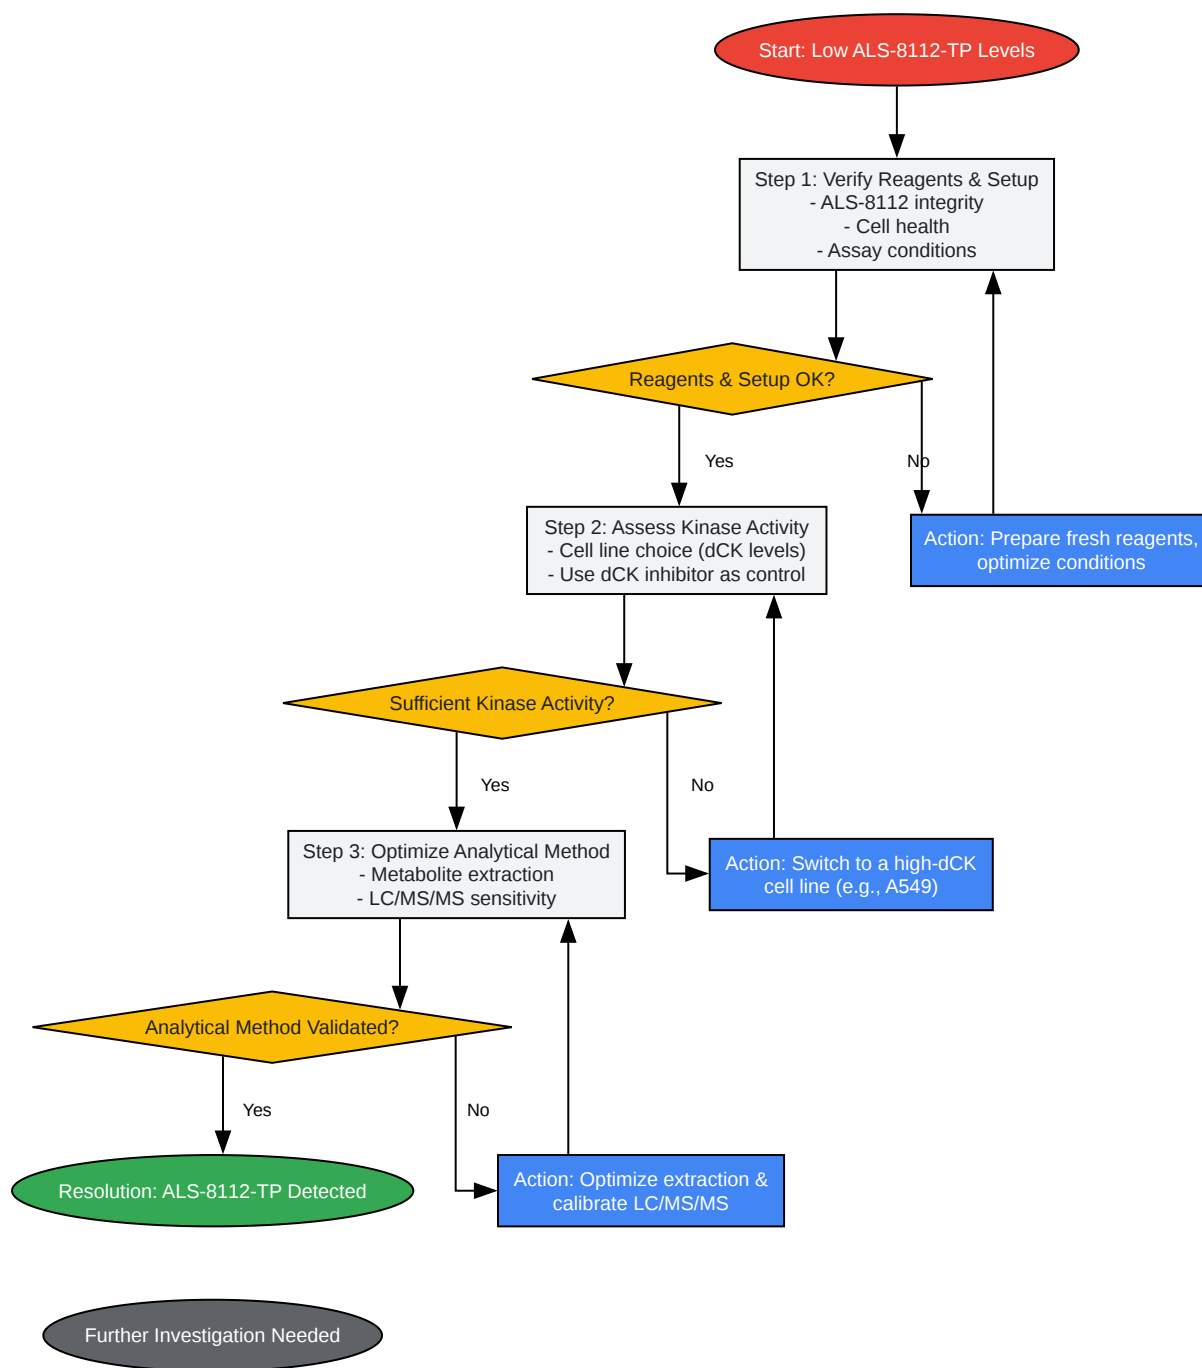 Start: Low ALS-8112-TP Levels
Step 1: Verify Reagents & Setup
- ALS-8112 integrity
- Cell health
- Assay conditions
Reagents & Setup OK?
Yes
No
Step 2: Assess Kinase Activity
- Cell line choice (dCK levels)
- Use dCK inhibitor as control
Action: Prepare fresh reagents,
optimize conditions
Sufficient Kinase Activity?
Yes
No
Step 3: Optimize Analytical Method
- Metabolite extraction
- LC/MS/MS sensitivity
Action: Switch to a high-dCK
cell line (e.g., A549)
Analytical Method Validated?
Yes
No
Resolution: ALS-8112-TP Detected
Action: Optimize extraction &
calibrate LC/MS/MS
Further Investigation Needed